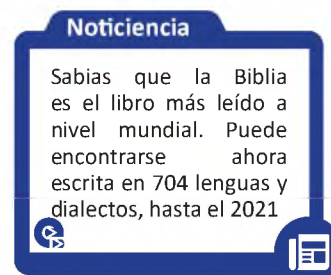 Noticiencia
Sabias que la Biblia
es el libro más leído a
nivel mundial. Puede
encontrarse ahora
escrita en 704 lenguas y
dialectos, hasta el 2021